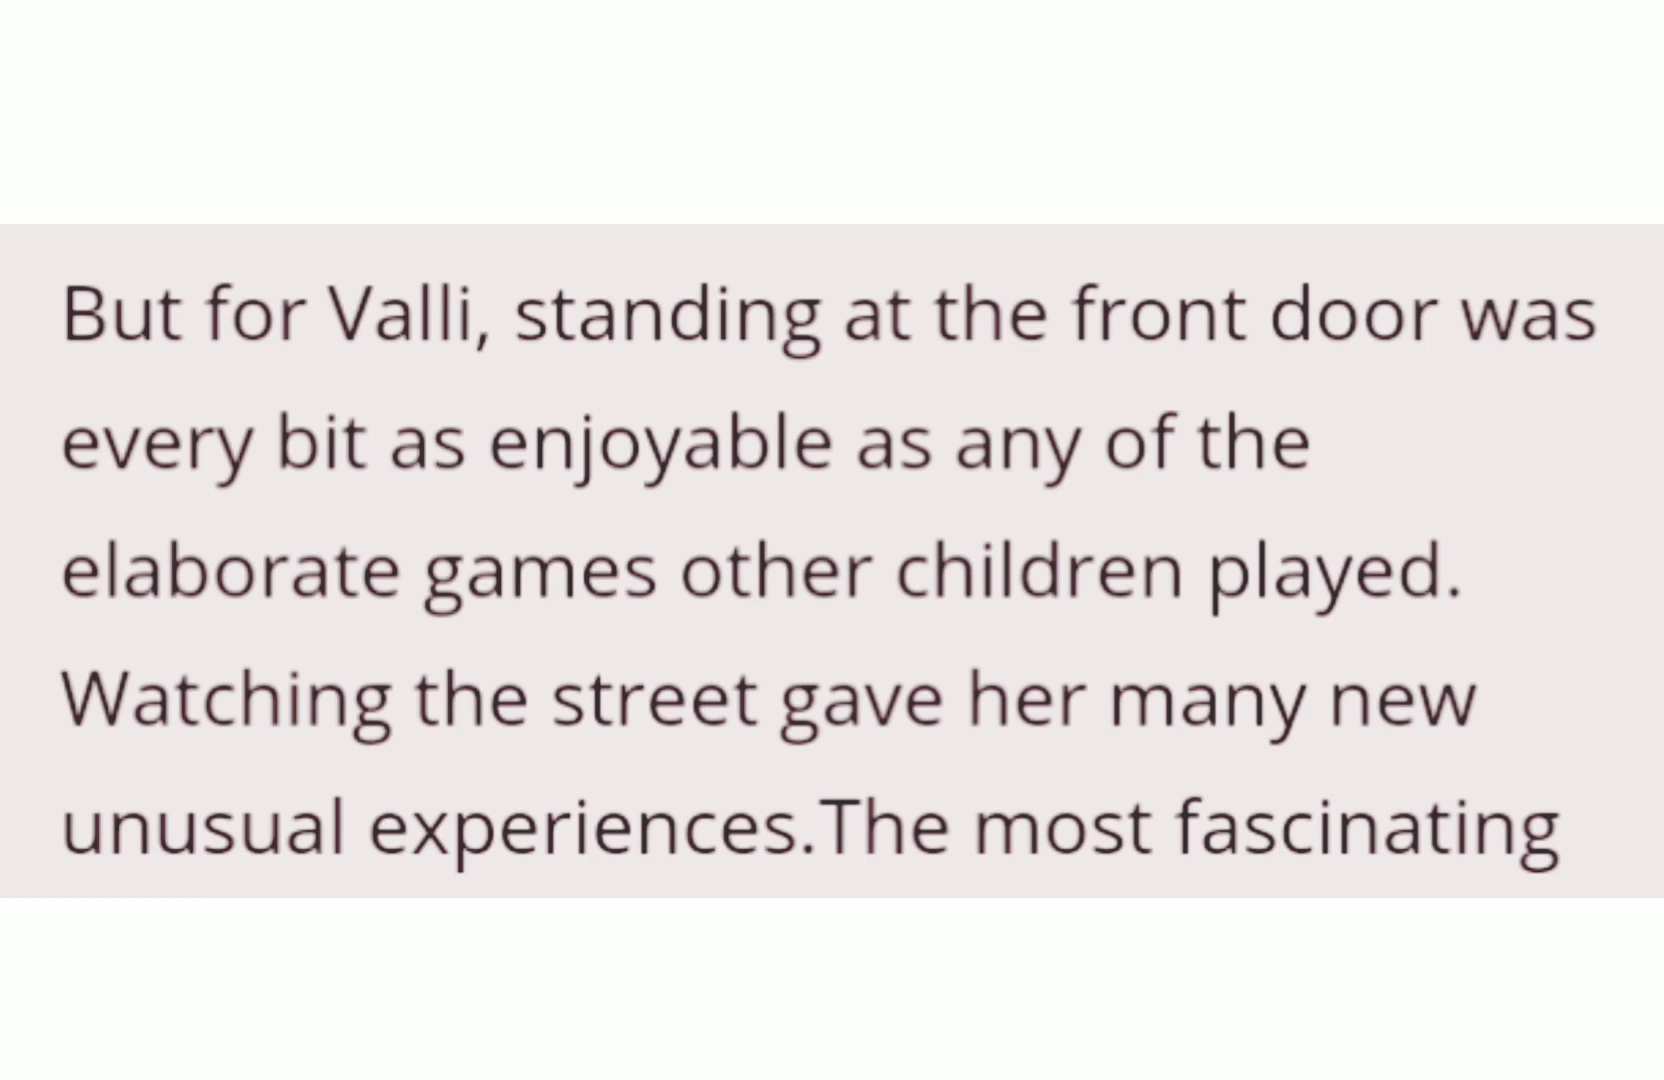 But for Valli, standing at the front door was
every bit as enjoyable as any of the
elaborate games other children played.
Watching the street gave her many new
unusual experiences.The most fascinating